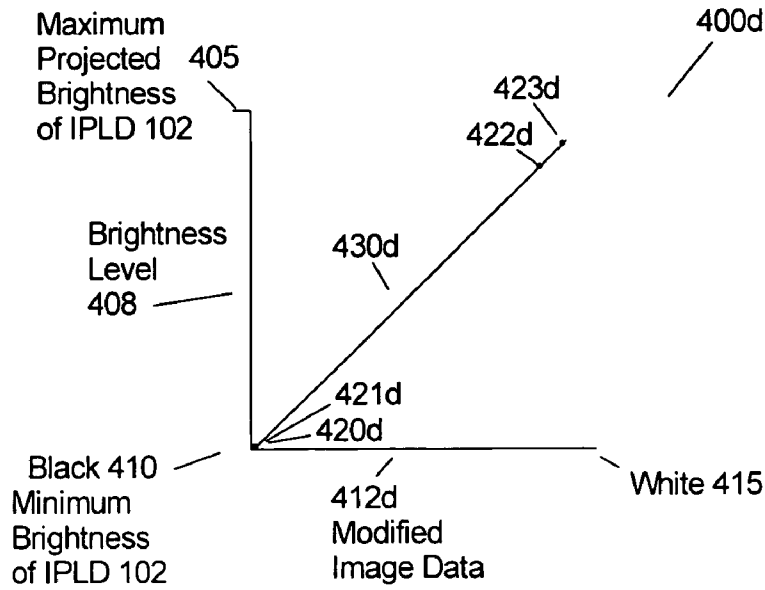 Maximum
Projected 405
Brightness
of IPLD 102
400d
423d
422d
Brightness
Level
408
430d
421d
420d
Black 410
Minimum
Brightness
of IPLD 102
412d
Modified
Image Data
White 415